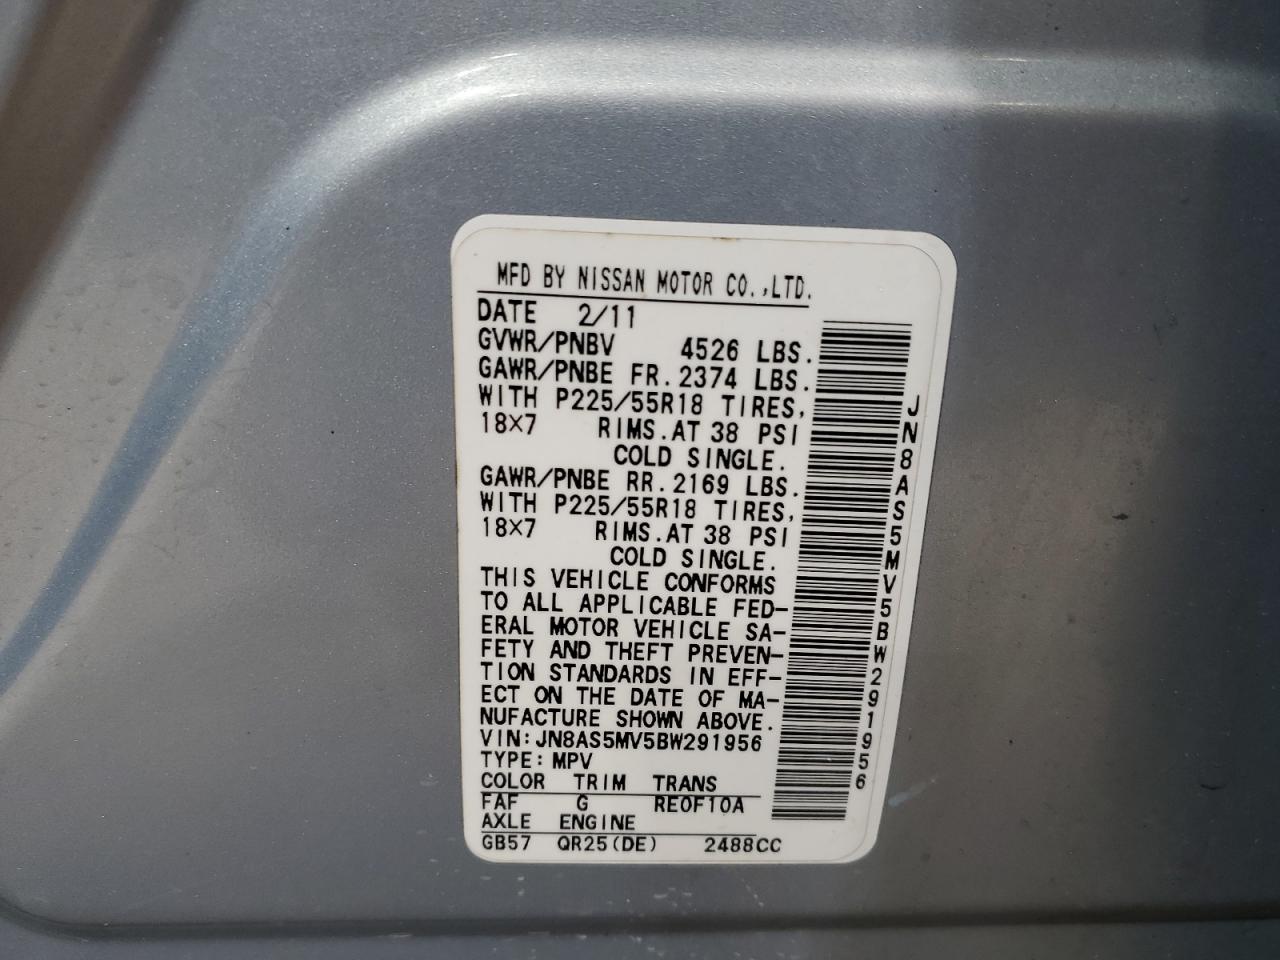 MFD BY NISSAN MOTOR CO.,LTD.
DATE 2/11
GVWR/PNBV 4526 LBS.
GAWR/PNBE FR. 2374 LBS.
WITH P225/55R18 TIRES,
18X7 RIMS.AT 38 PSI
COLD SINGLE.
GAWR/PNBE RR. 2169 LBS.
WITH P225/55R18 TIRES,
18X7 RIMS.AT 38 PSI
COLD SINGLE.
THIS VEHICLE CONFORMS
TO ALL APPLICABLE FED-
ERAL MOTOR VEHICLE SA-
FETY AND THEFT PREVEN-
TION STANDARDS IN EFF-
ECT ON THE DATE OF MA-
NUFACTURE SHOWN ABOVE.
VIN:JN8AS5MV5BW291956
TYPE:MPV
COLOR TRIM TRANS
FAF G RE0F10A
AXLE ENGINE
GB57 QR25(DE) 2488CC
JN8AS5MV5BW291956